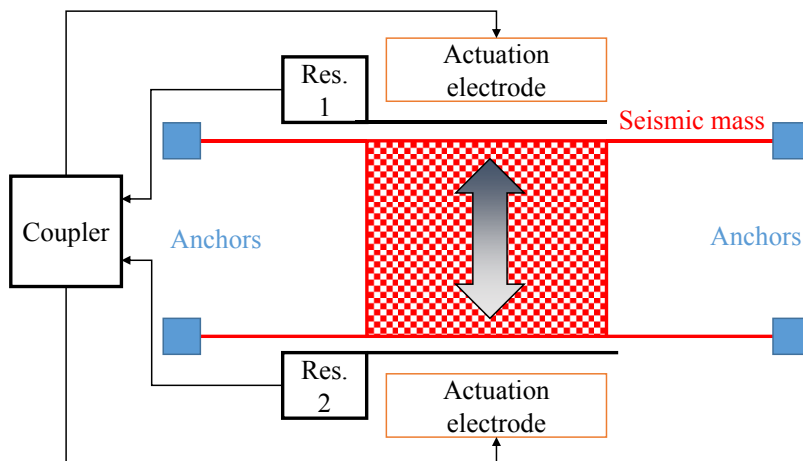 Actuation
electrode
Res.
1
Seismic mass
Coupler
Anchors
Anchors
Res.
2
Actuation
electrode